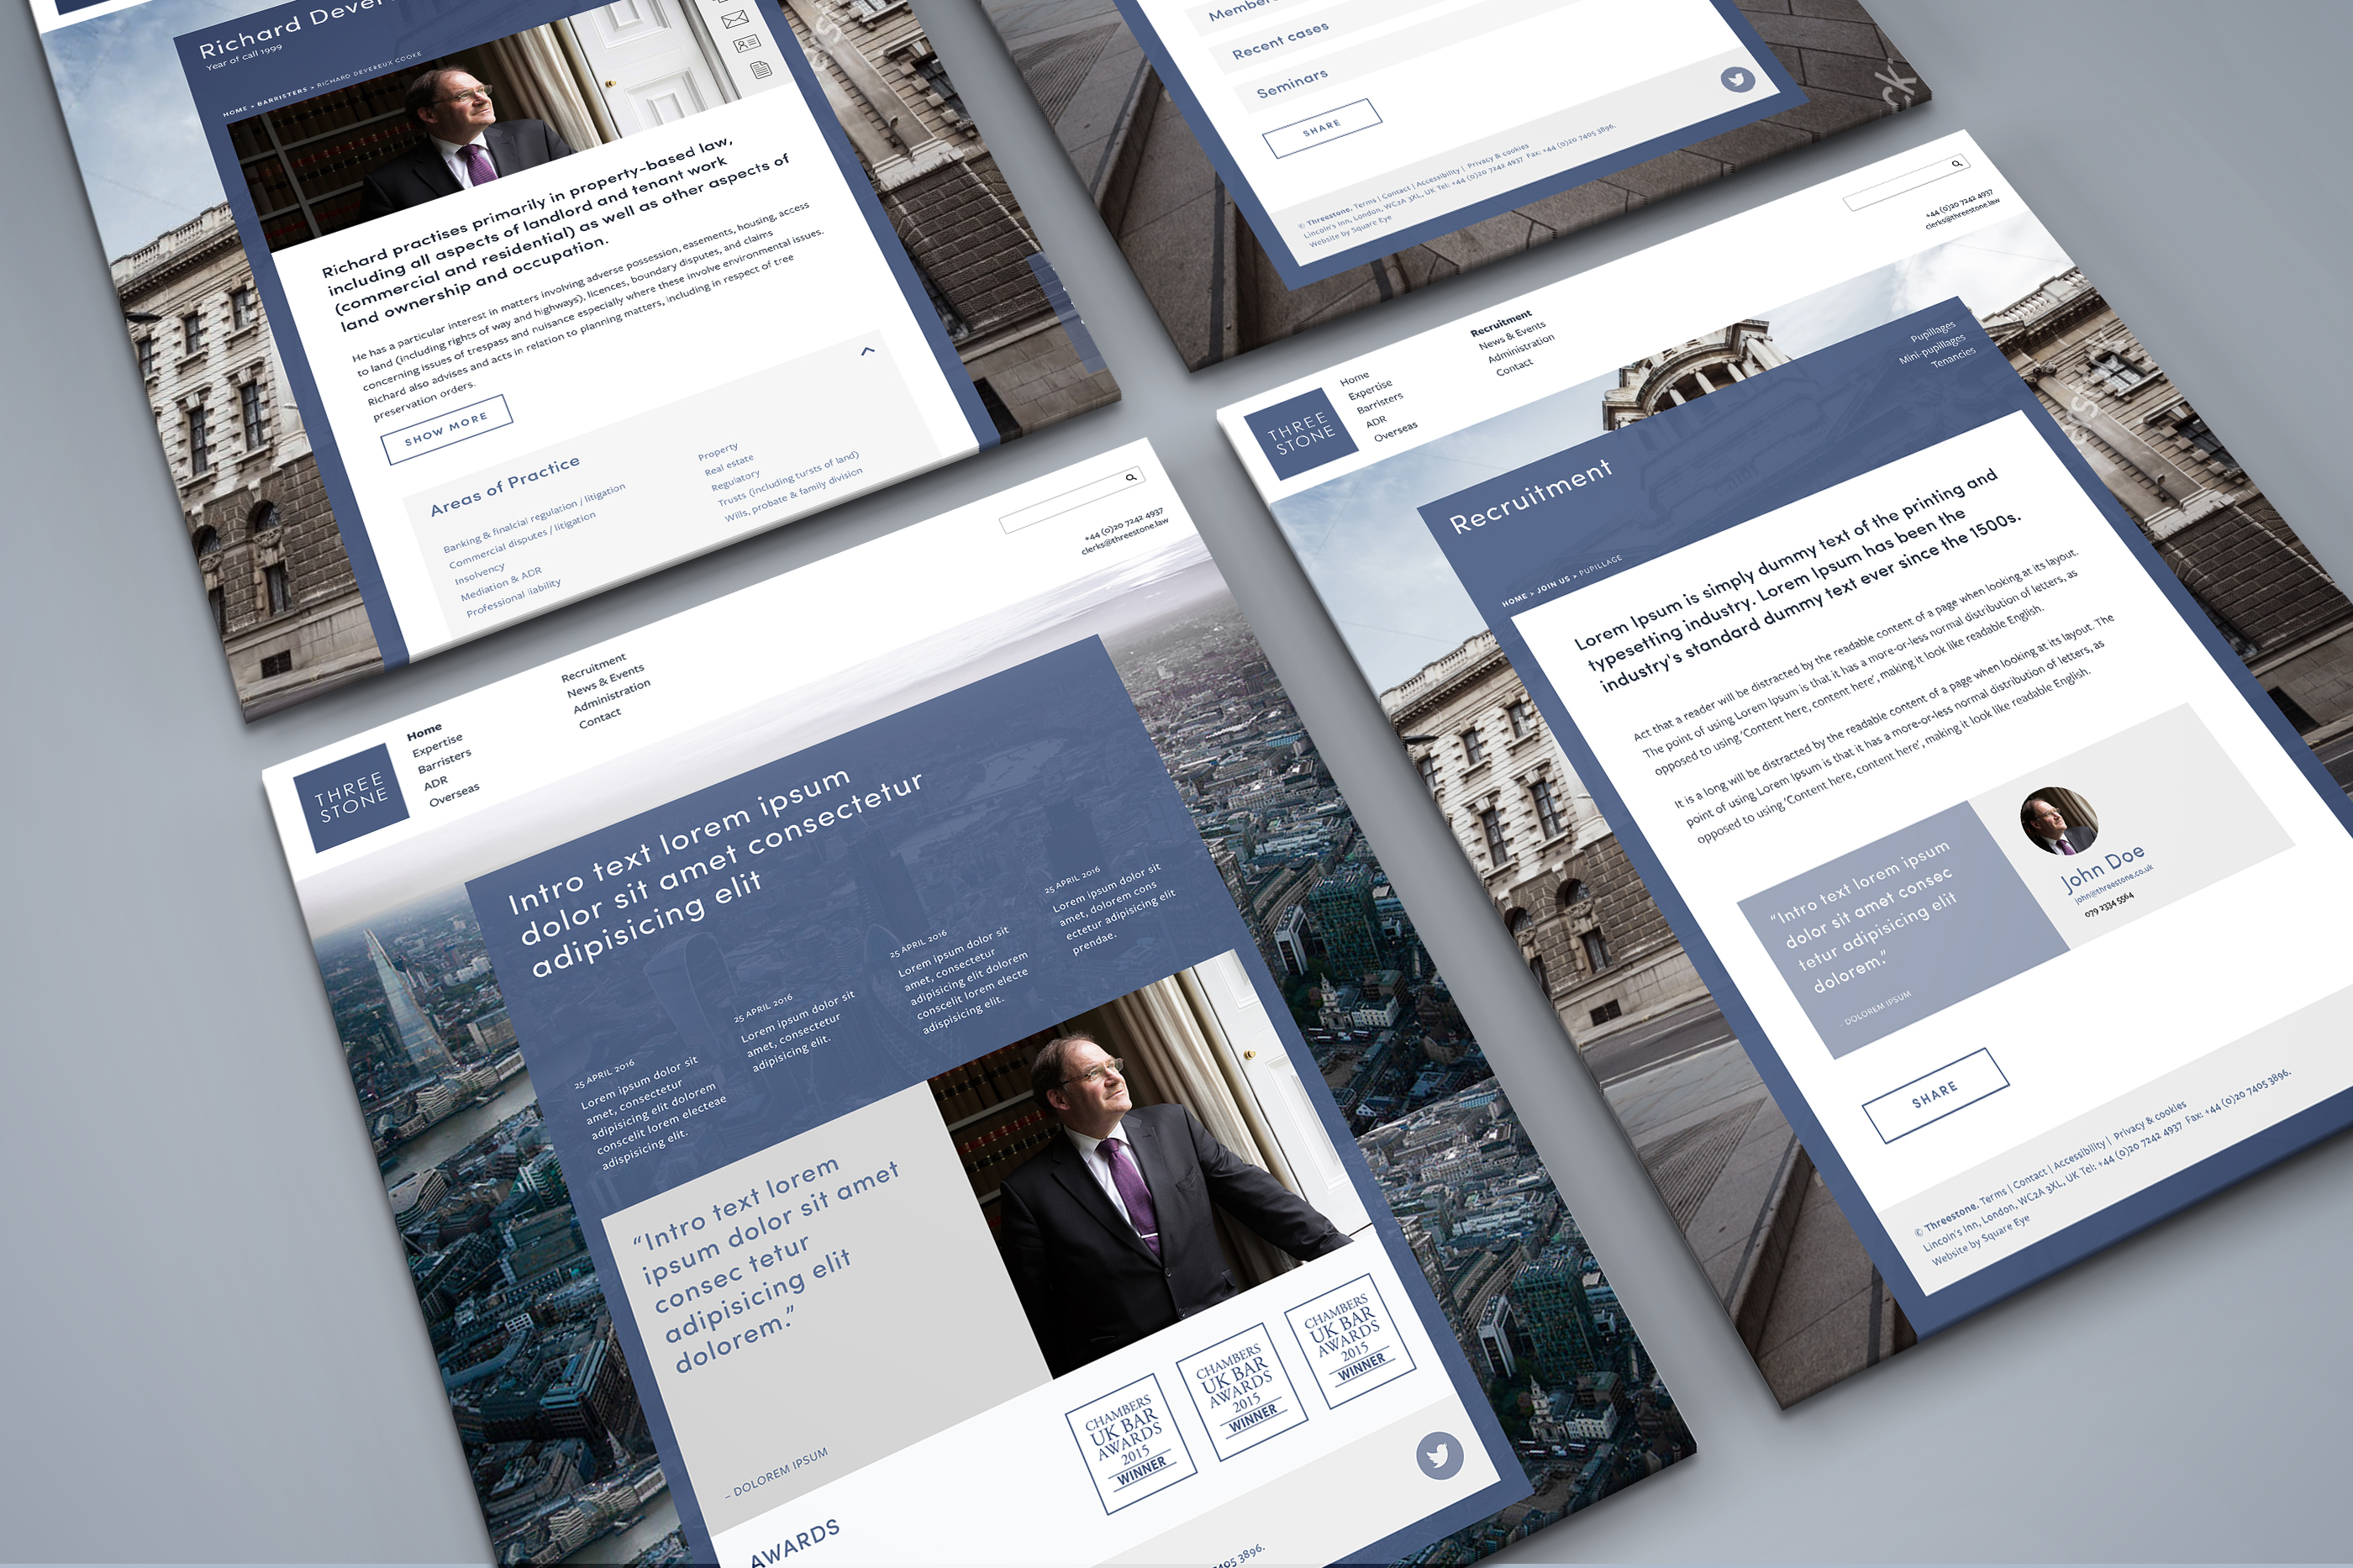 Richard Dever
Year of call 1999
HOME > BARRISTERS > RICHARD DEVEREUX COOKE
Richard practises primarily in property-based law,
including all aspects of landlord and tenant work
(commercial and residential) as well as other aspects of
land ownership and occupation.
He has a particular interest in matters involving adverse possession, easements, housing, access
to land (including rights of way and highways), licences, boundary disputes, and claims
concerning issues of trespass and nuisance especially where these involve environmental issues.
Richard also advises and acts in relation to planning matters, including in respect of tree
preservation orders.
SHOW MORE
Areas of Practice
Banking & finalcial regulation / litigation
Commercial disputes / litigation
Insolvency
Mediation & ADR
Professional liability
Property
Real estate
Regulatory
Trusts (including tursts of land)
Wills, probate & family division
Recent cases
Seminars
SHARE
© Threestone. Terms | Contact | Accessibility | Privacy & cookies
Lincoln's Inn, London, WC2A 3XL, UK Tel: +44 (0)20 7242 4937 Fax: +44 (0)20 7405 3896.
Website by Square Eye
THREE
STONE
Home
Expertise
Barristers
ADR
Overseas
Recruitment
News & Events
Administration
Contact
+44 (0)20 7242 4937
clerks@threestone.law
Intro text lorem ipsum
dolor sit amet consectetur
adipisicing elit
25 APRIL 2016
Lorem ipsum dolor sit
amet, consectetur
adipisicing elit dolorem
conscelit lorem electeae
adispisicing elit.
25 APRIL 2016
Lorem ipsum dolor sit
amet, consectetur
adipisicing elit.
25 APRIL 2016
Lorem ipsum dolor sit
amet, consectetur
adipisicing elit dolorem
conscelit lorem electe
adispisicing elit.
25 APRIL 2016
Lorem ipsum dolor sit
amet, dolorem cons
ectetur adipisicing elit
prendae.
“Intro text lorem
ipsum dolor sit amet
consec tetur
adipisicing elit
dolorem.”
– DOLOREM IPSUM
AWARDS
CHAMBERS
UK BAR
AWARDS
2015
WINNER
CHAMBERS
UK BAR
AWARDS
2015
WINNER
CHAMBERS
UK BAR
AWARDS
2015
WINNER
7405 3896.
THREE
STONE
Home
Expertise
Barristers
ADR
Overseas
Recruitment
News & Events
Administration
Contact
+44 (0)20 7242 4937
clerks@threestone.law
Pupillages
Mini-pupillages
Tenancies
Recruitment
HOME > JOIN US > PUPILLAGE
Lorem Ipsum is simply dummy text of the printing and
typesetting industry. Lorem Ipsum has been the
industry's standard dummy text ever since the 1500s.
Act that a reader will be distracted by the readable content of a page when looking at its layout.
The point of using Lorem Ipsum is that it has a more-or-less normal distribution of letters, as
opposed to using 'Content here, content here', making it look like readable English.
It is a long will be distracted by the readable content of a page when looking at its layout. The
point of using Lorem Ipsum is that it has a more-or-less normal distribution of letters, as
opposed to using 'Content here, content here', making it look like readable English.
“Intro text lorem ipsum
dolor sit amet consec
tetur adipisicing elit
dolorem.”
- DOLOREM IPSUM
John Doe
john@threestone.co.uk
079 2334 5564
SHARE
© Threestone. Terms | Contact | Accessibility | Privacy & cookies
Lincoln's Inn, London, WC2A 3XL, UK Tel: +44 (0)20 7242 4937 Fax: +44 (0)20 7405 3896.
Website by Square Eye